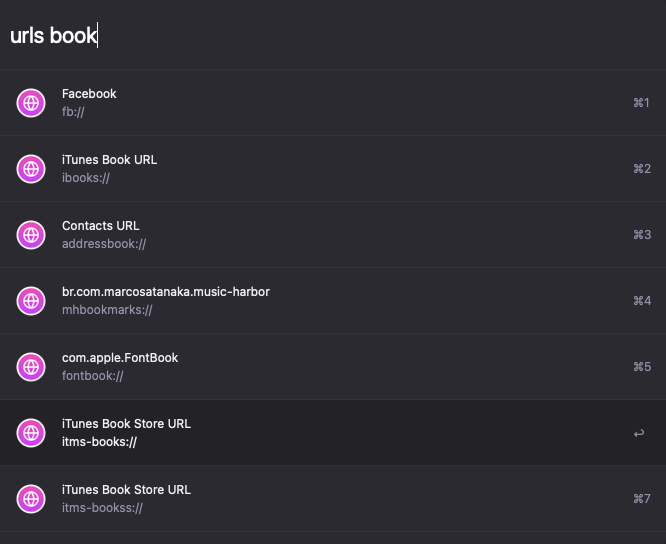 urls book
Facebook
fb://
⌘1
iTunes Book URL
ibooks://
⌘2
Contacts URL
addressbook://
⌘3
br.com.marcosatanaka.music-harbor
mhbookmarks://
⌘4
com.apple.FontBook
fontbook://
⌘5
iTunes Book Store URL
itms-books://
↩
iTunes Book Store URL
itms-bookss://
⌘7